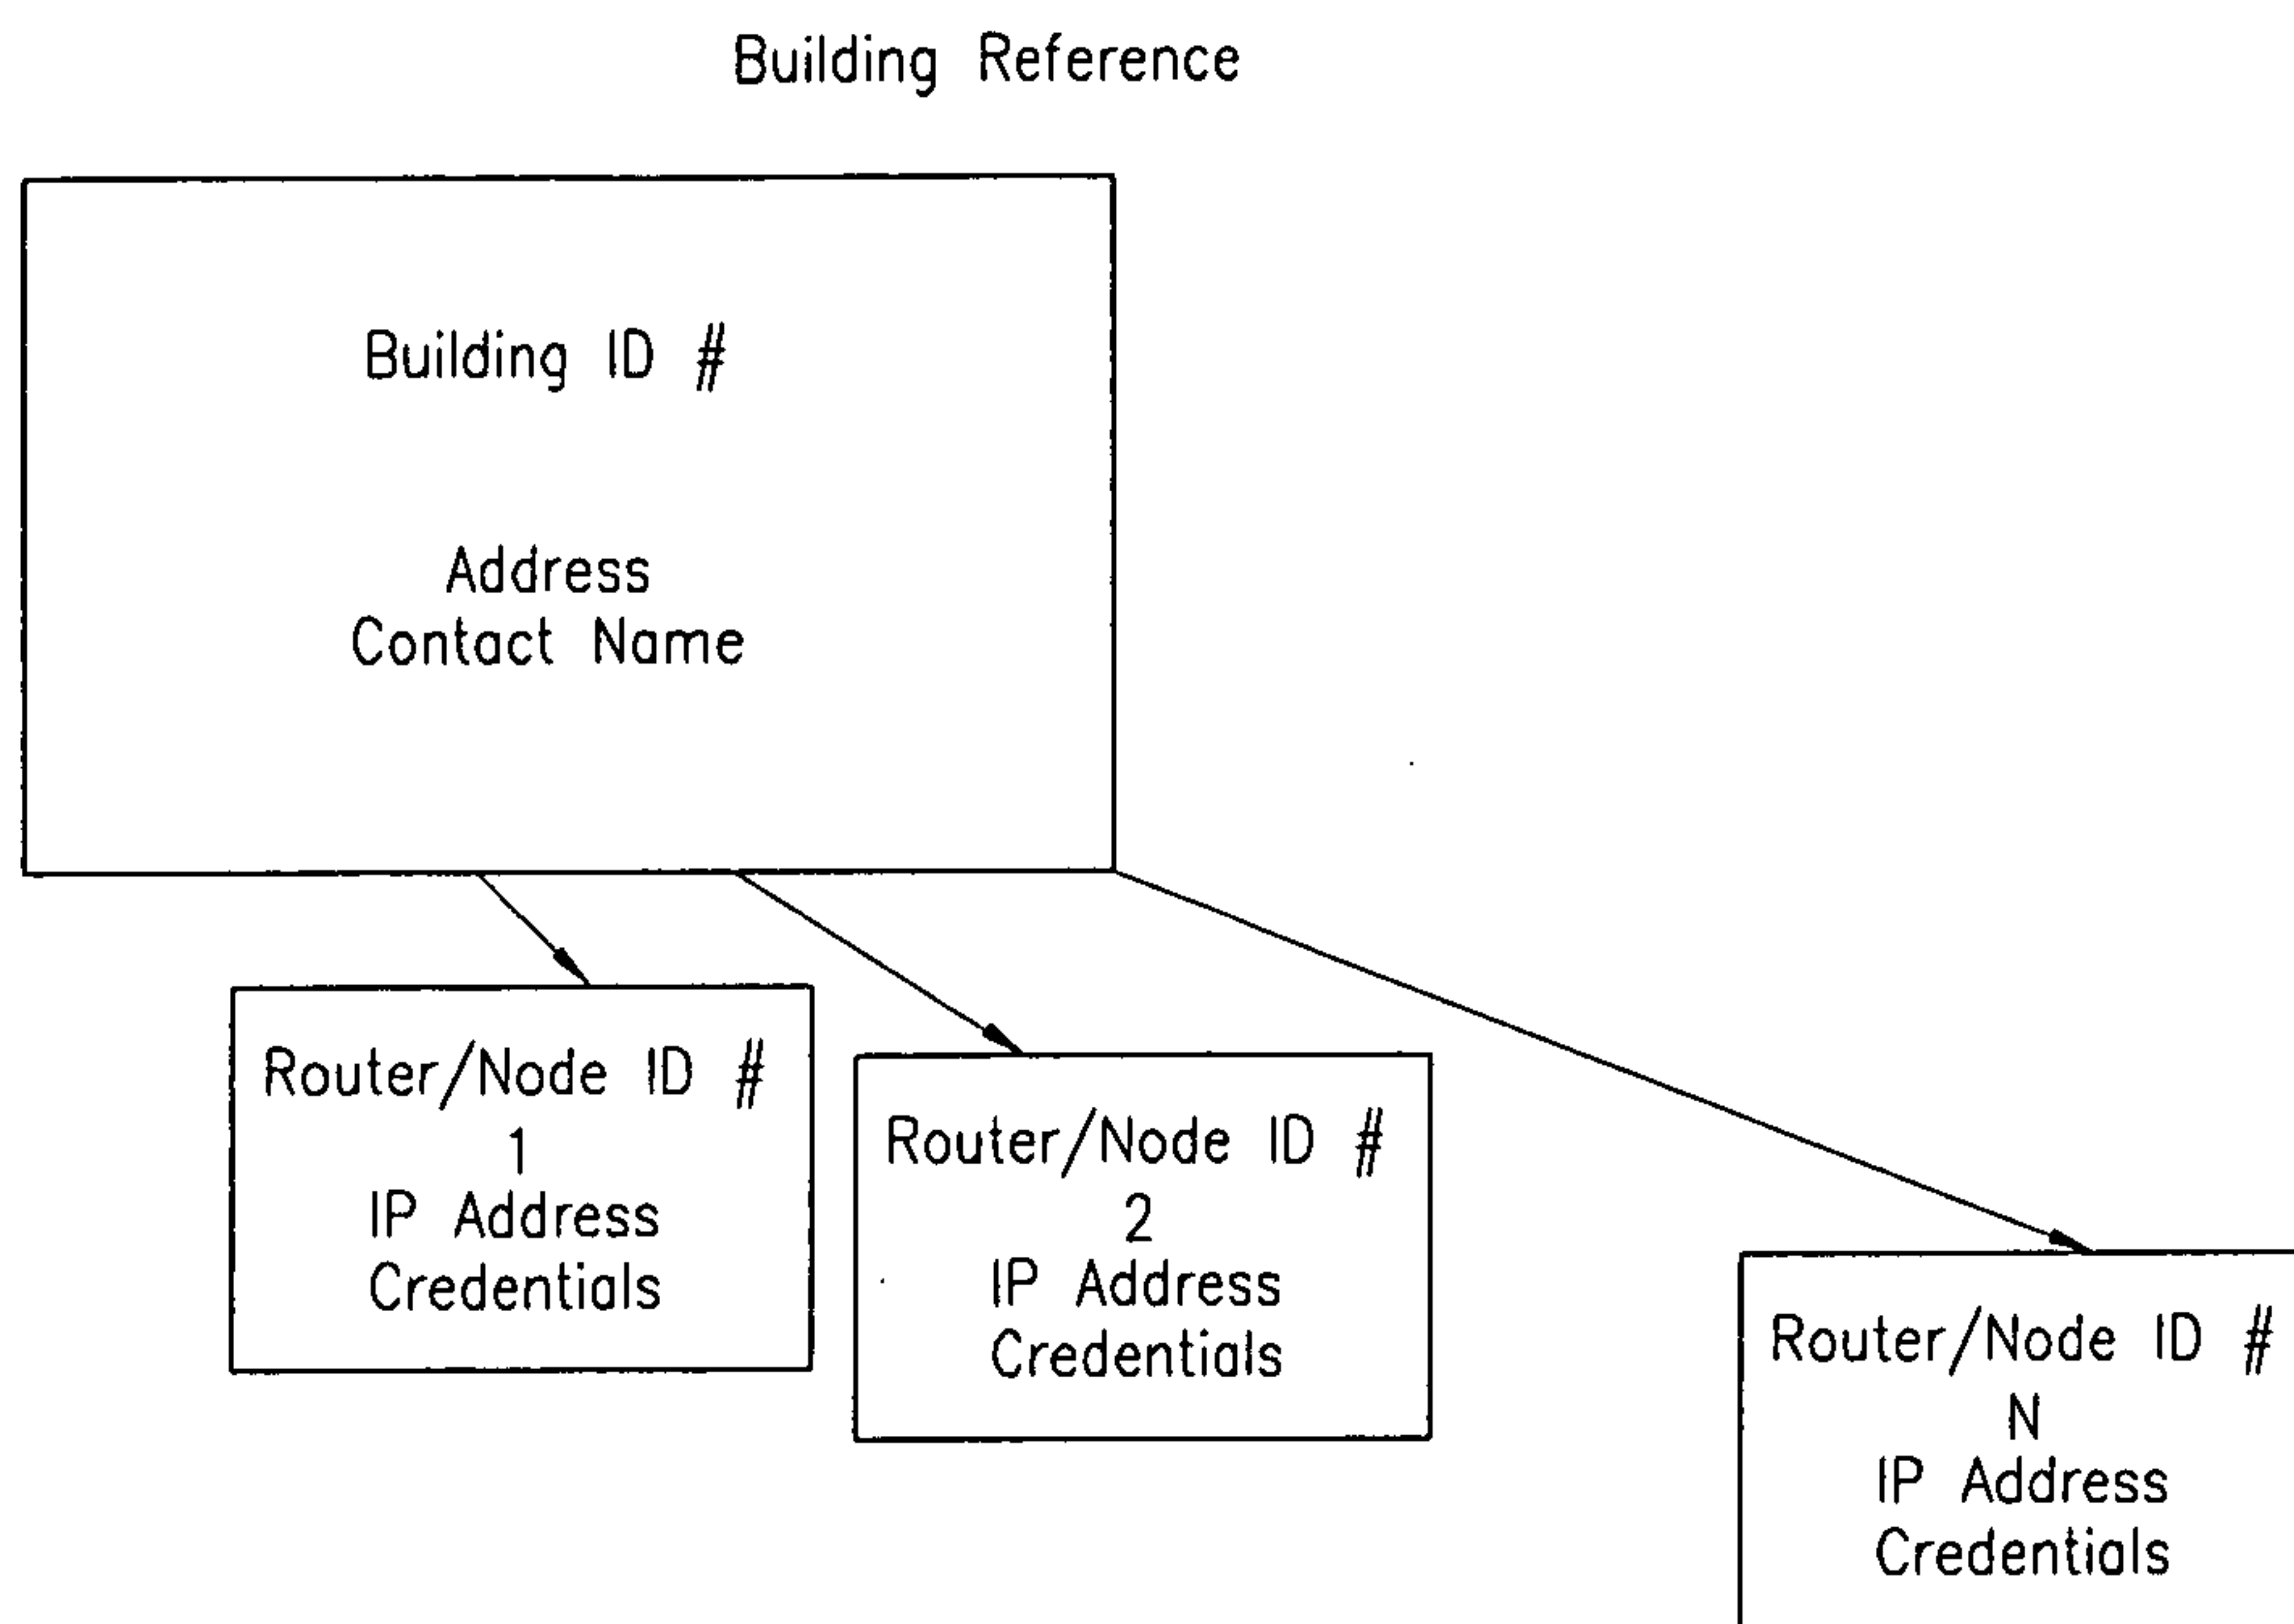 Building Reference
Building ID #
Address
Contact Name
Router/Node ID #
1
IP Address
Credentials
Router/Node ID #
2
IP Address
Credentials
Router/Node ID #
N
IP Address
Credentials